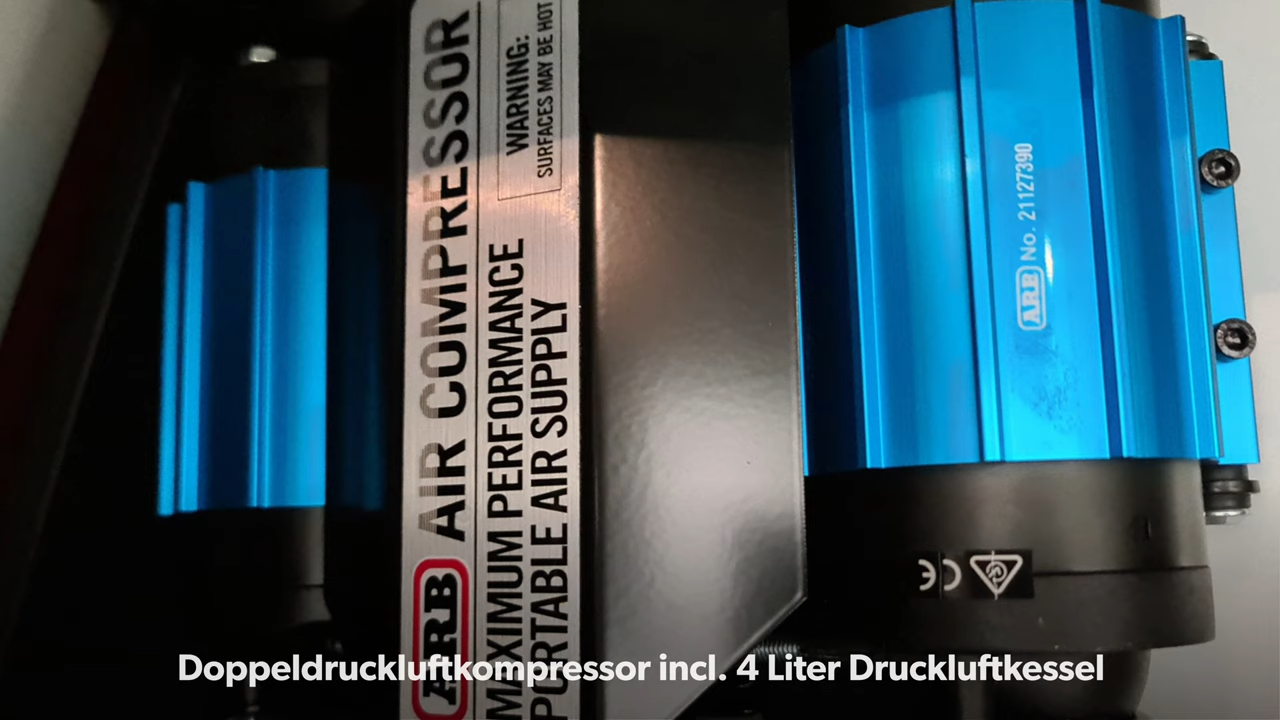 ARB AIR COMPRESSOR
MAXIMUM PERFORMANCE
PORTABLE AIR SUPPLY
WARNING:
SURFACES MAY BE HOT
ARB No. 21127390
CE
Doppeldruckluftkompressor incl. 4 Liter Druckluftkessel